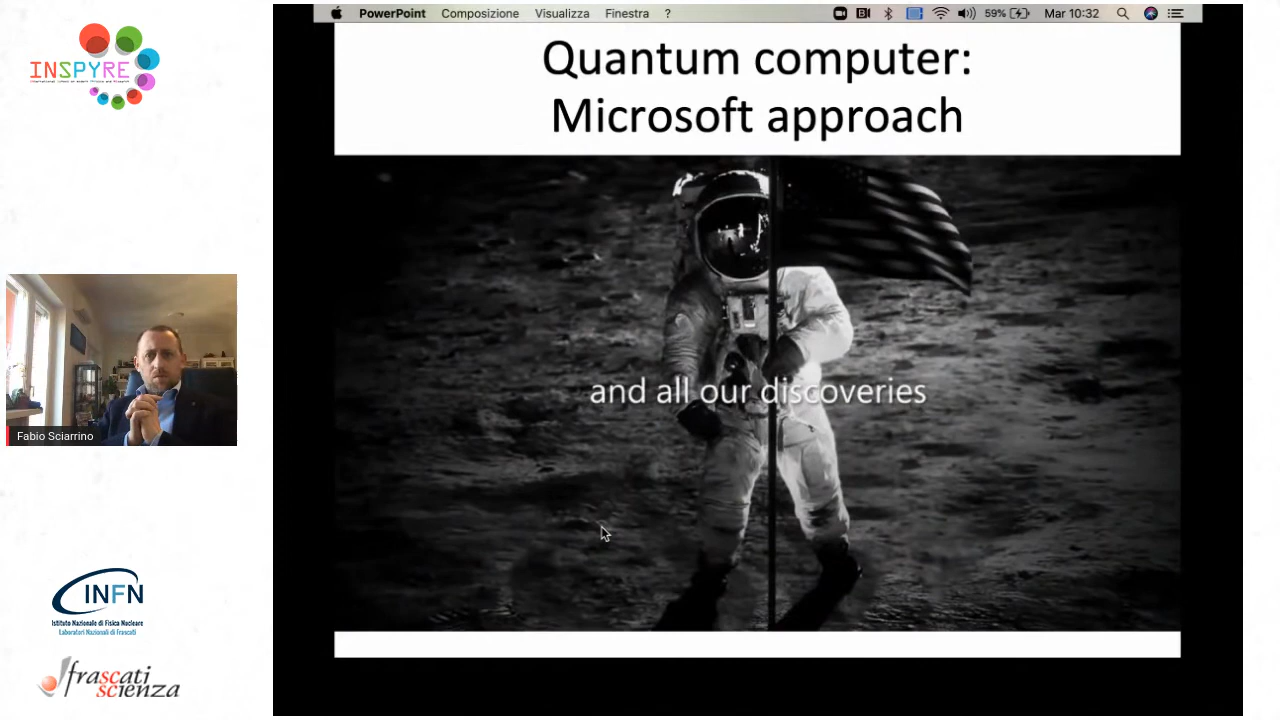 INSPYRE
PowerPoint Composizione Visualizza Finestra ? 59% Mar 10:32
Quantum computer:
Microsoft approach
and all our discoveries
Fabio Sciarrino
INFN
Istituto Nazionale di Fisica Nucleare
Laboratori Nazionali di Frascati
frascati
scienza